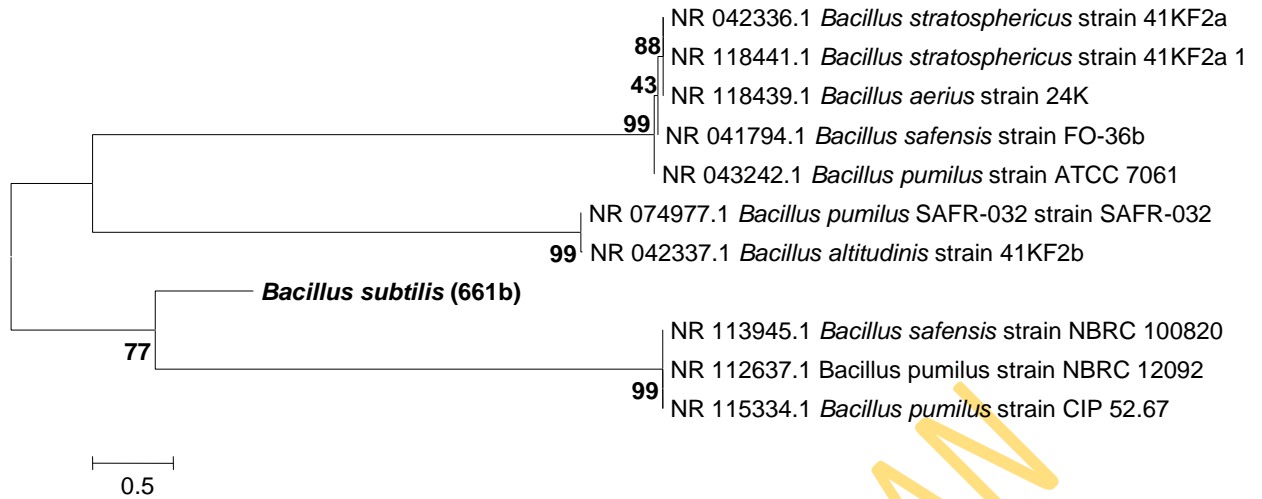 NR 042336.1 Bacillus stratosphericus strain 41KF2a
88
NR 118441.1 Bacillus stratosphericus strain 41KF2a 1
43
NR 118439.1 Bacillus aerius strain 24K
99
NR 041794.1 Bacillus safensis strain FO-36b
NR 043242.1 Bacillus pumilus strain ATCC 7061
NR 074977.1 Bacillus pumilus SAFR-032 strain SAFR-032
99 NR 042337.1 Bacillus altitudinis strain 41KF2b
Bacillus subtilis (661b)
NR 113945.1 Bacillus safensis strain NBRC 100820
77
NR 112637.1 Bacillus pumilus strain NBRC 12092
99
NR 115334.1 Bacillus pumilus strain CIP 52.67
AN
0.5